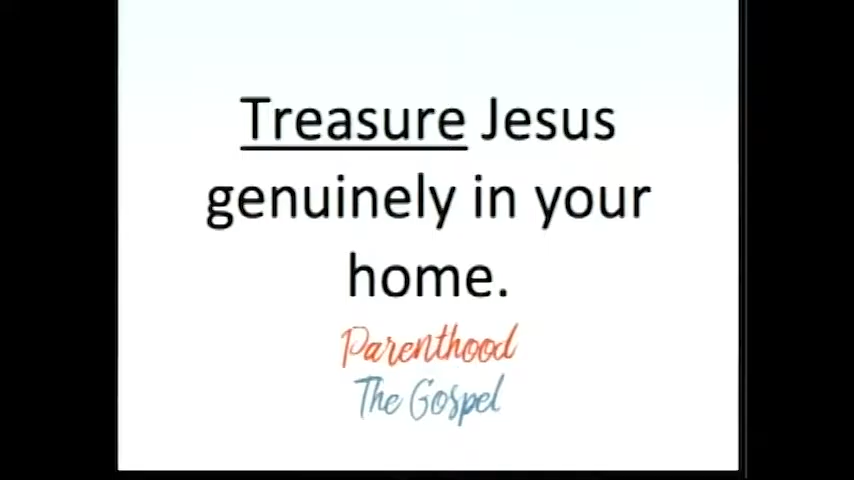 Treasure Jesus
genuinely in your
home.
Parenthood
The Gospel